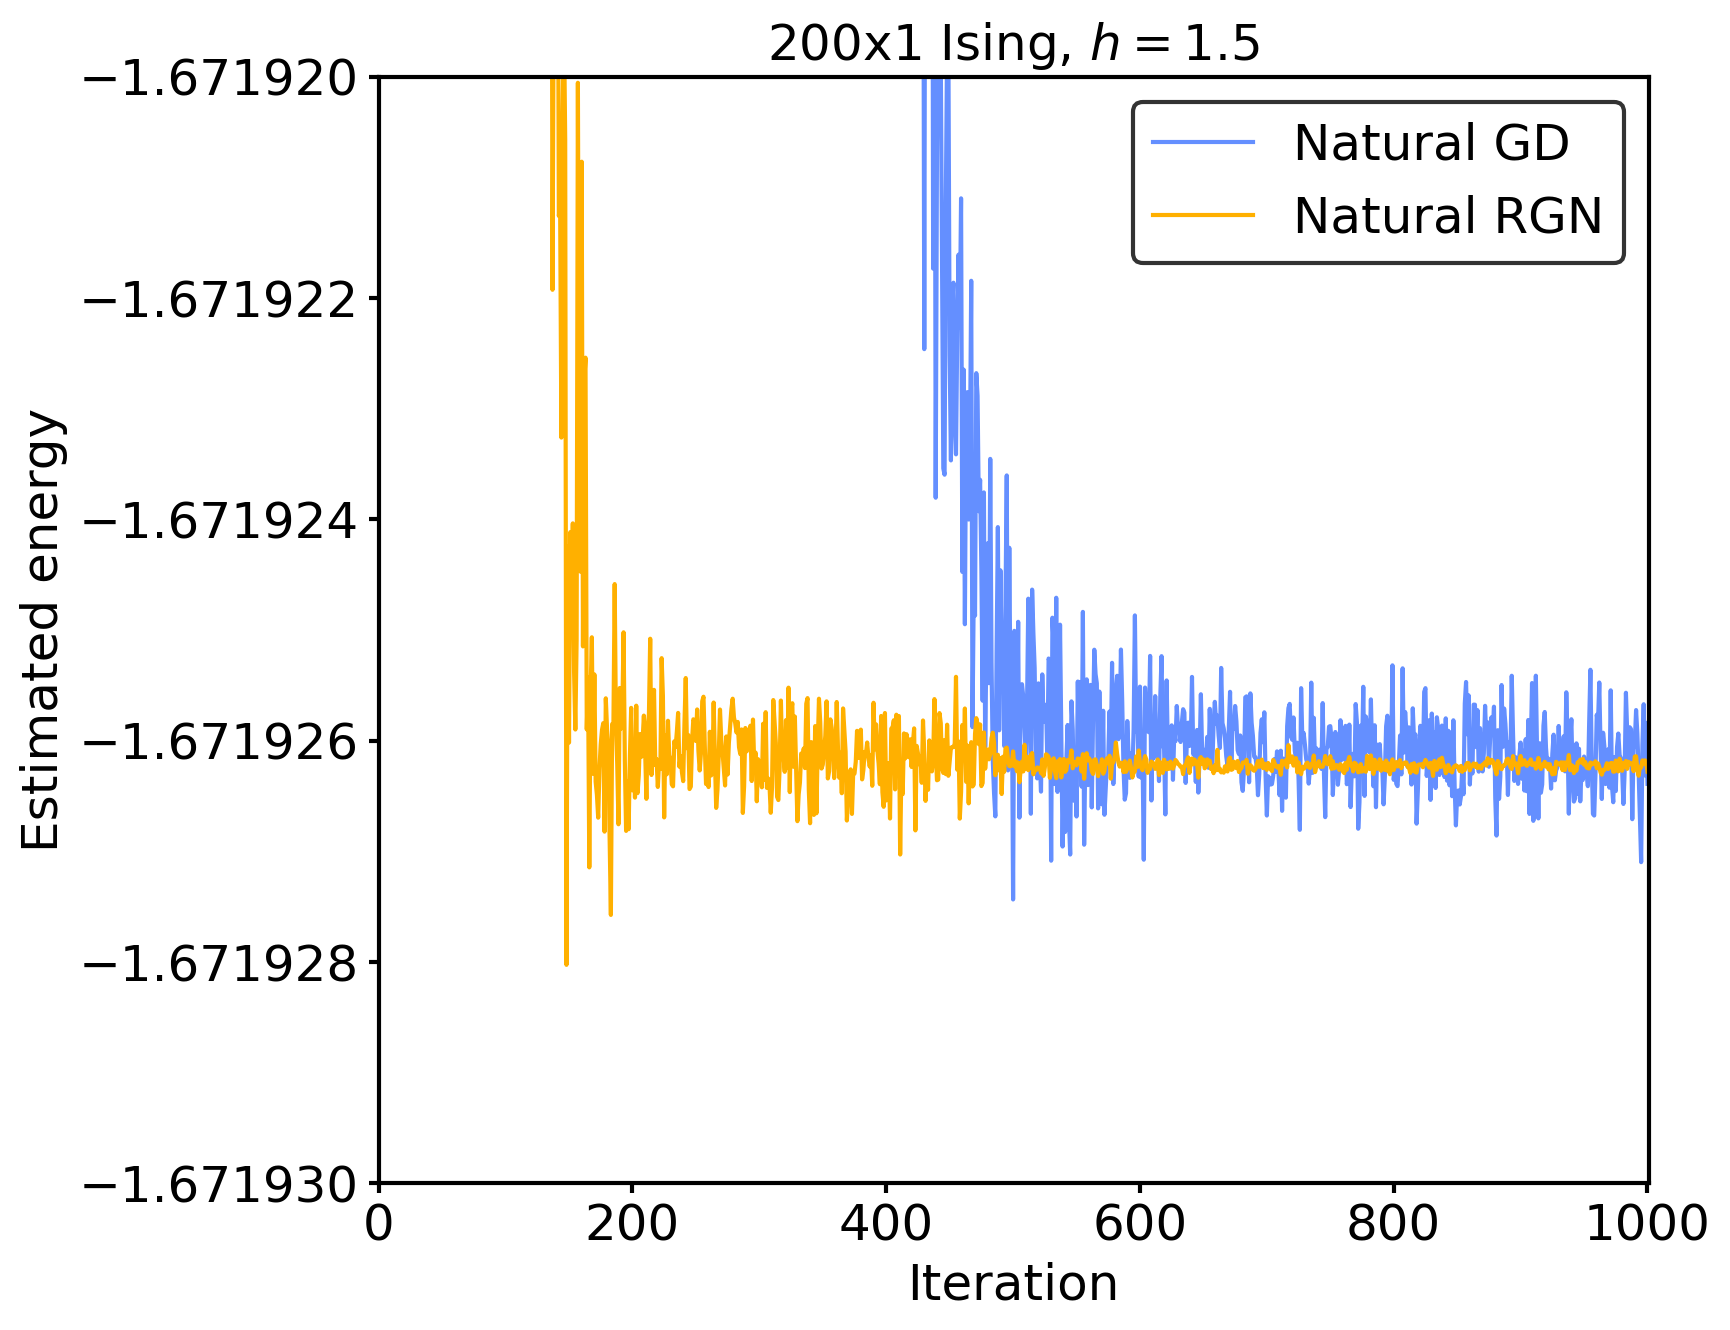 200x1 Ising, h = 1.5
Natural GD
Natural RGN
Estimated energy
−1.671920
−1.671922
−1.671924
−1.671926
−1.671928
−1.671930
0 200 400 600 800 1000
Iteration